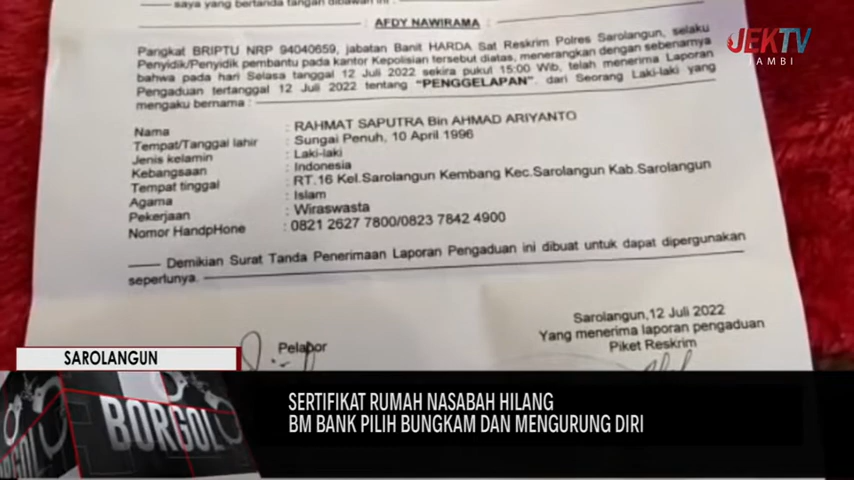 saya yang bertanda tangan dibawah ini :
: AFDY NAWIRAMA :
JEKTV
JAMBI
Pangkat BRIPTU NRP 94040659, jabatan Banit HARDA Sat Reskrim Polres Sarolangun, selaku
Penyidik/Penyidik pembantu pada kantor Kepolisian tersebut diatas, menerangkan dengan sebenarnya
bahwa pada hari Selasa tanggal 12 Juli 2022 sekira pukul 15:00 Wib, telah menerima Laporan
Pengaduan tertanggal 12 Juli 2022 tentang "PENGGELAPAN". dari Seorang Laki-laki yang
mengaku bernama :
Nama : RAHMAT SAPUTRA Bin AHMAD ARIYANTO
Tempat/Tanggal lahir : Sungai Penuh, 10 April 1996
Jenis kelamin : Laki-laki
Kebangsaan : Indonesia
Tempat tinggal : RT.16 Kel.Sarolangun Kembang Kec.Sarolangun Kab.Sarolangun
Agama : Islam
Pekerjaan : Wiraswasta
Nomor HandpHone : 0821 2627 7800/0823 7842 4900
Demikian Surat Tanda Penerimaan Laporan Pengaduan ini dibuat untuk dapat dipergunakan
seperlunya.
Sarolangun,12 Juli 2022
Yang menerima laporan pengaduan
Pelapor
Piket Reskrim
SAROLANGUN
BORGOL
SERTIFIKAT RUMAH NASABAH HILANG
BM BANK PILIH BUNGKAM DAN MENGURUNG DIRI